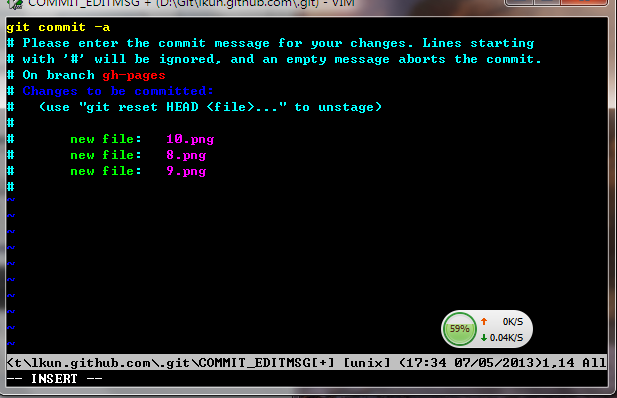 COMMIT_EDITMSG + (D:\Git\lkun.github.com\.git) - VIM
git commit -a
# Please enter the commit message for your changes. Lines starting
# with '#' will be ignored, and an empty message aborts the commit.
# On branch gh-pages
# Changes to be committed:
#   (use "git reset HEAD <file>..." to unstage)
#
#       new file:   10.png
#       new file:   8.png
#       new file:   9.png
#
~
~
~
~
~
~
~
~
~
~
59%
0K/S
0.04K/S
<t\lkun.github.com\.git\COMMIT_EDITMSG[+] [unix] (17:34 07/05/2013)1,14 All
-- INSERT --